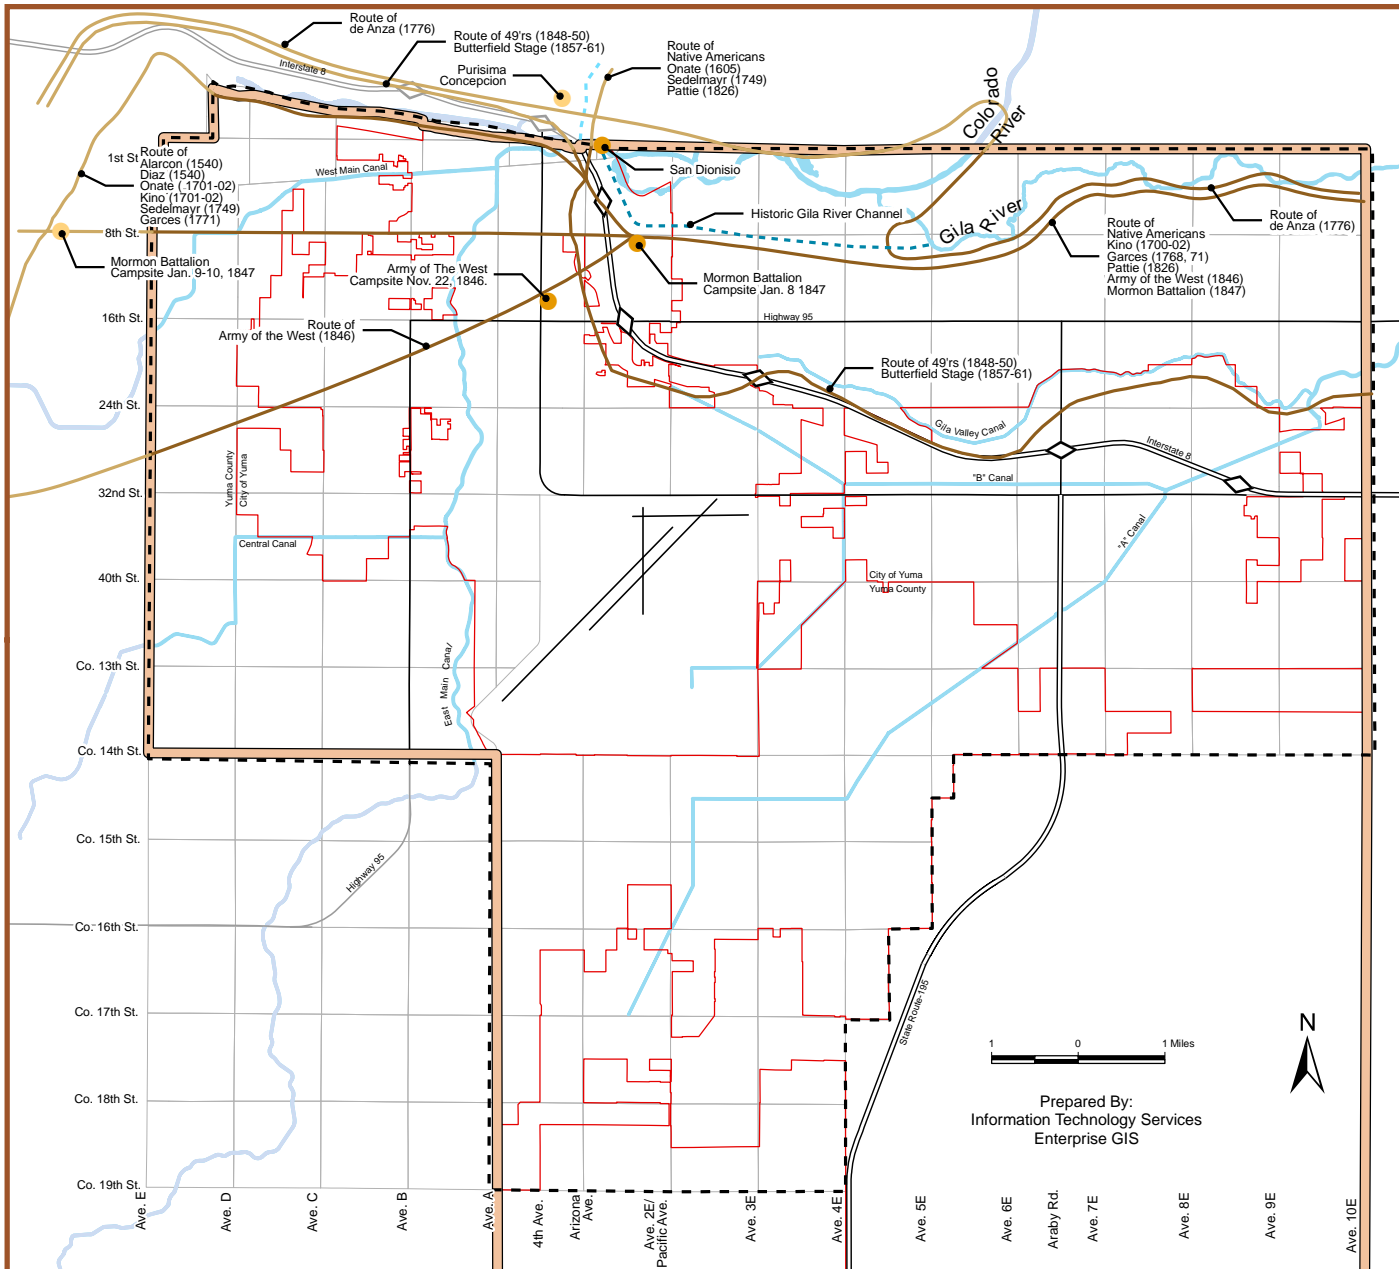 Route of
de Anza (1776)
Route of 49'rs (1848-50)
Butterfield Stage (1857-61)
Route of
Native Americans
Onate (1605)
Sedelmayr (1749)
Pattie (1826)
Purisima
Concepcion
Interstate 8
Colorado
River
1st St
Route of
Alarcon (1540)
Diaz (1540)
Onate ( 1701-02)
Kino (1701-02)
Sedelmayr (1749)
Garces (1771)
West Main Canal
San Dionisio
Historic Gila River Channel
Gila River
Route of
de Anza (1776)
Route of
Native Americans
Kino (1700-02)
Garces (1768, 71)
Pattie (1826)
Army of the West (1846)
Mormon Battalion (1847)
8th St.
Mormon Battalion
Campsite Jan. 9-10, 1847
Army of The West
Campsite Nov. 22, 1846.
Mormon Battalion
Campsite Jan. 8 1847
16th St.
Highway 95
Route of
Army of the West (1846)
Route of 49'rs (1848-50)
Butterfield Stage (1857-61)
24th St.
Gila Valley Canal
Interstate 8
Yuma County
City of Yuma
"B" Canal
32nd St.
"A" Canal
Central Canal
40th St.
City of Yuma
Yuma County
Co. 13th St.
East Main Canal
Co. 14th St.
Co. 15th St.
Highway 95
Co. 16th St.
State Route-195
Co. 17th St.
N
1 0 1 Miles
Co. 18th St.
Prepared By:
Information Technology Services
Enterprise GIS
Co. 19th St.
Ave. E
Ave. D
Ave. C
Ave. B
Ave. A
4th Ave.
Arizona
Ave.
Ave. 2E/
Pacific Ave.
Ave. 3E
Ave. 4E
Ave. 5E
Ave. 6E
Araby Rd.
Ave. 7E
Ave. 8E
Ave. 9E
Ave. 10E